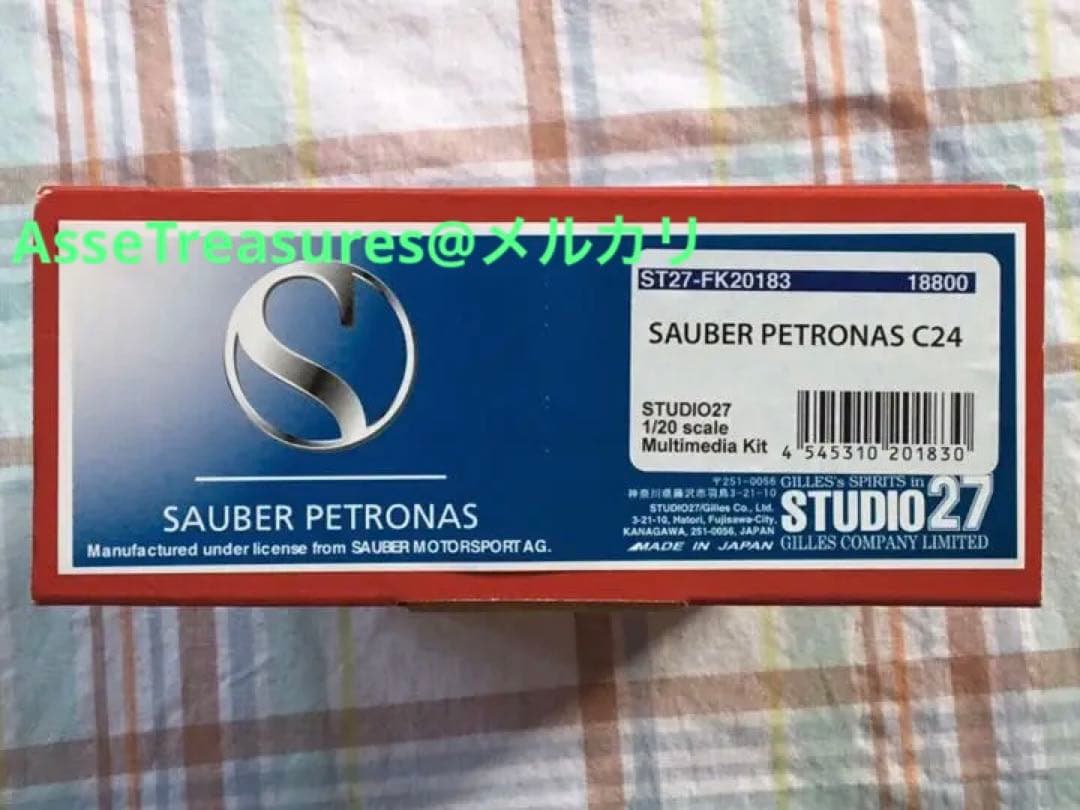 AsseTreasures@メルカリ
ST27-FK20183 18800
SAUBER PETRONAS C24
STUDIO27
1/20 scale
Multimedia Kit
4 545310 201830
SAUBER PETRONAS
Manufactured under license from SAUBER MOTORSPORT AG.
〒251-0056
神奈川県藤沢市羽鳥3-21-10
STUDIO27/Gilles Co., Ltd.
3-21-10, Hatori, Fujisawa-City,
KANAGAWA, 251-0056, JAPAN
MADE IN JAPAN
GILLES's SPIRITS in
STUDIO27
GILLES COMPANY LIMITED